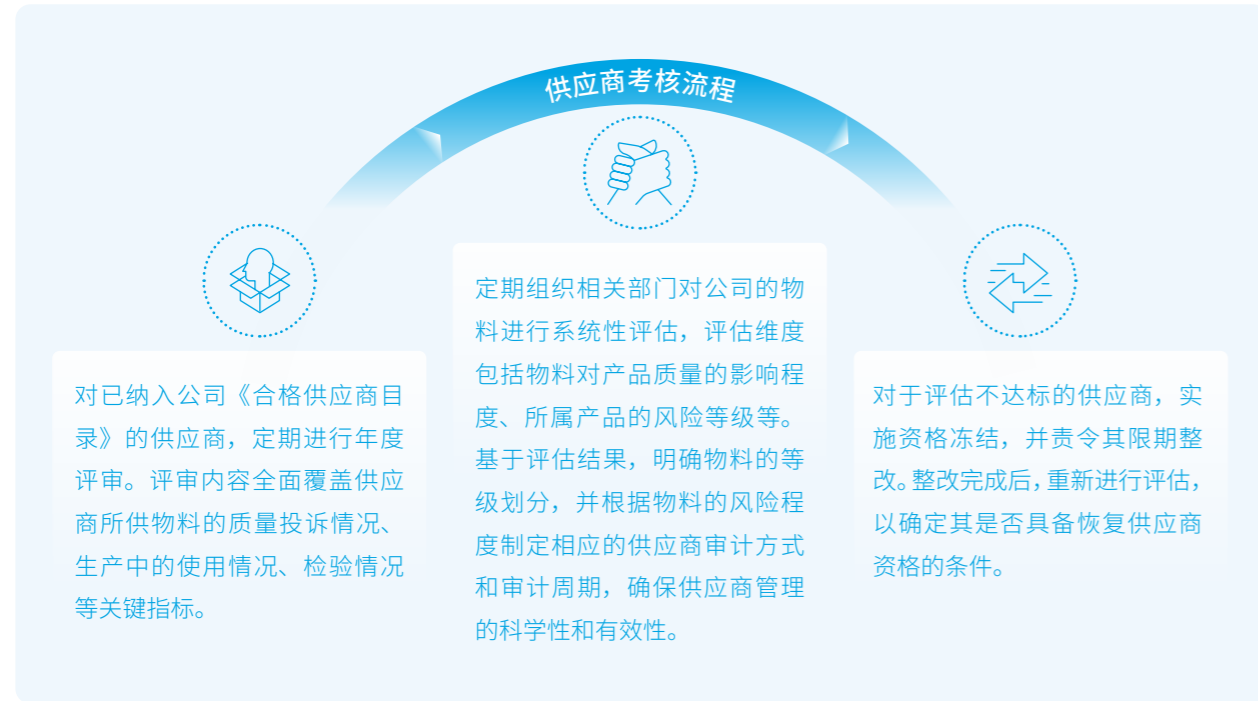 供应商考核流程
对已纳入公司《合格供应商目
录》的供应商，定期进行年度
评审。评审内容全面覆盖供应
商所供物料的质量投诉情况、
生产中的使用情况、检验情况
等关键指标。
定期组织相关部门对公司的物
料进行系统性评估，评估维度
包括物料对产品质量的影响程
度、所属产品的风险等级等。
基于评估结果，明确物料的等
级划分，并根据物料的风险程
度制定相应的供应商审计方式
和审计周期，确保供应商管理
的科学性和有效性。
对于评估不达标的供应商，实
施资格冻结，并责令其限期整
改。整改完成后，重新进行评估，
以确定其是否具备恢复供应商
资格的条件。